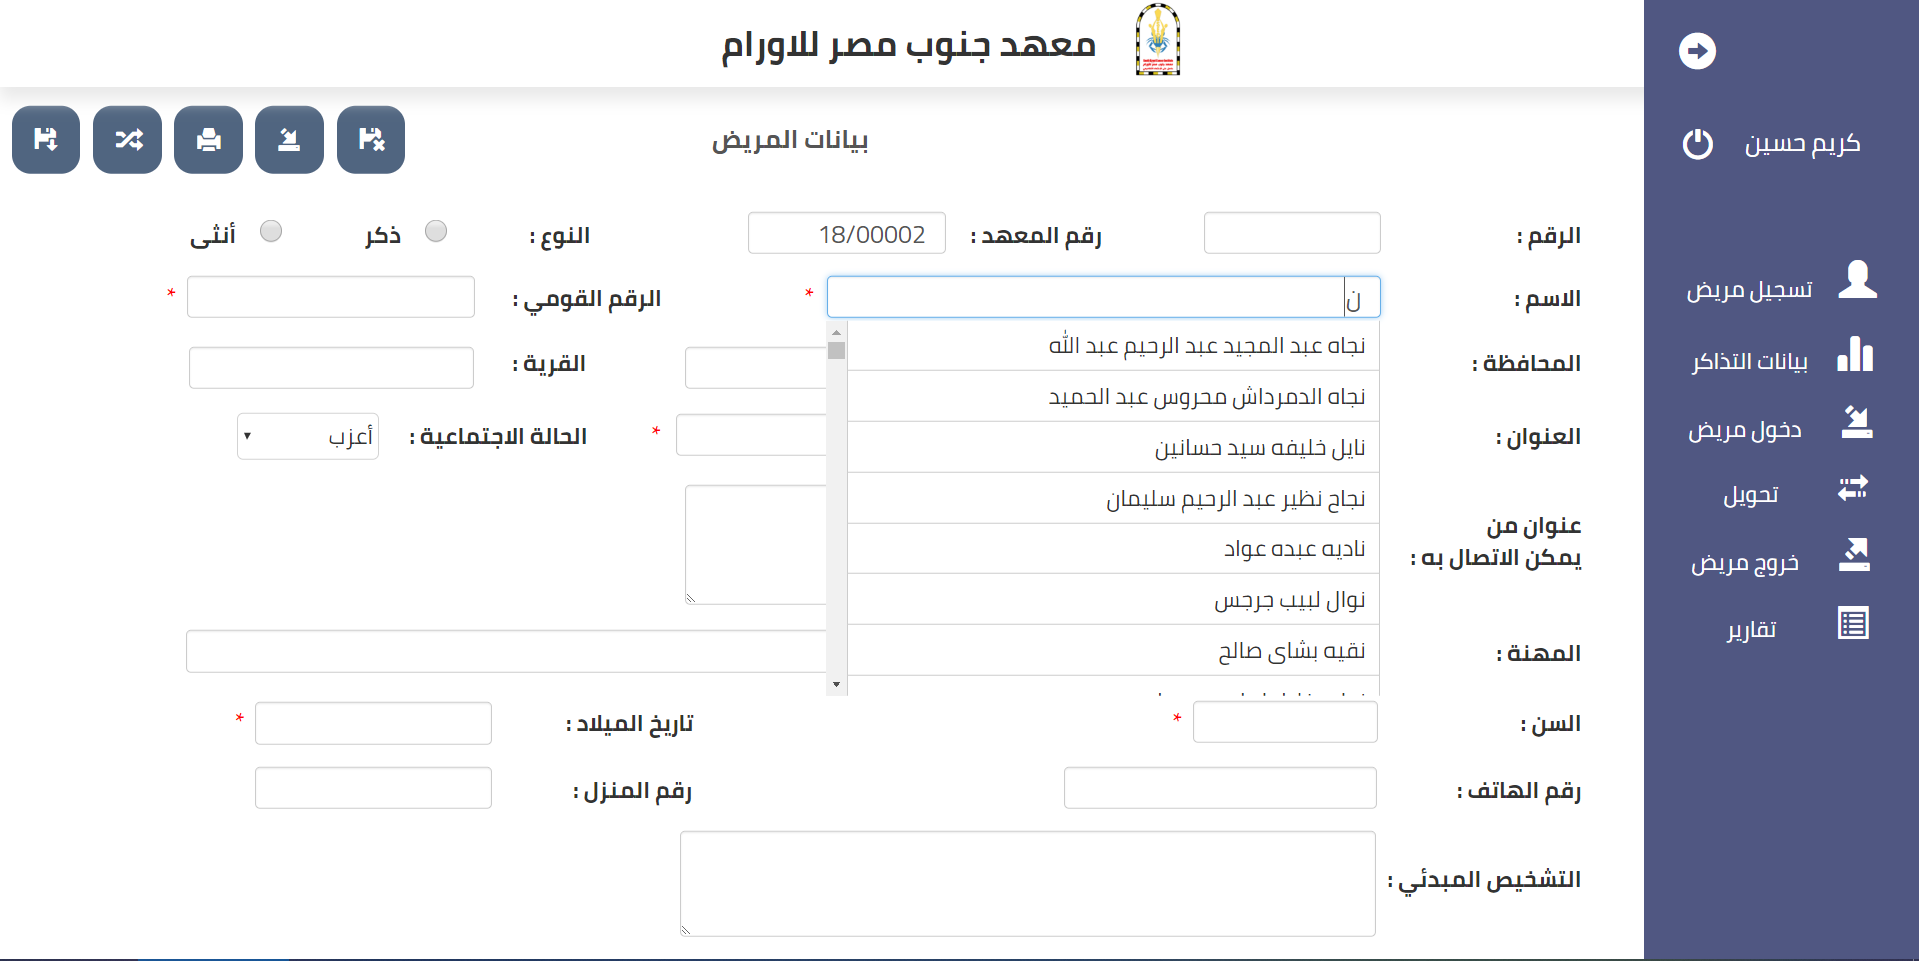 معهد جنوب مصر للاورام
كريم حسين
تسجيل مريض
بيانات التذاكر
دخول مريض
تحويل
خروج مريض
تقارير
بيانات المريض
الرقم :
رقم المعهد : 18/00002
النوع : ذكر أنثى
الاسم : ن *
الرقم القومي : *
نجاه عبد المجيد عبد الرحيم عبد الله
نجاه الدمرداش محروس عبد الحميد
نايل خليفه سيد حسانين
نجاح نظير عبد الرحيم سليمان
ناديه عبده عواد
نوال لبيب جرجس
نقيه بشاى صالح
المحافظة :
القرية :
العنوان : *
الحالة الاجتماعية : أعزب
عنوان من
يمكن الاتصال به :
المهنة :
السن : *
تاريخ الميلاد : *
رقم الهاتف :
رقم المنزل :
التشخيص المبدئي :